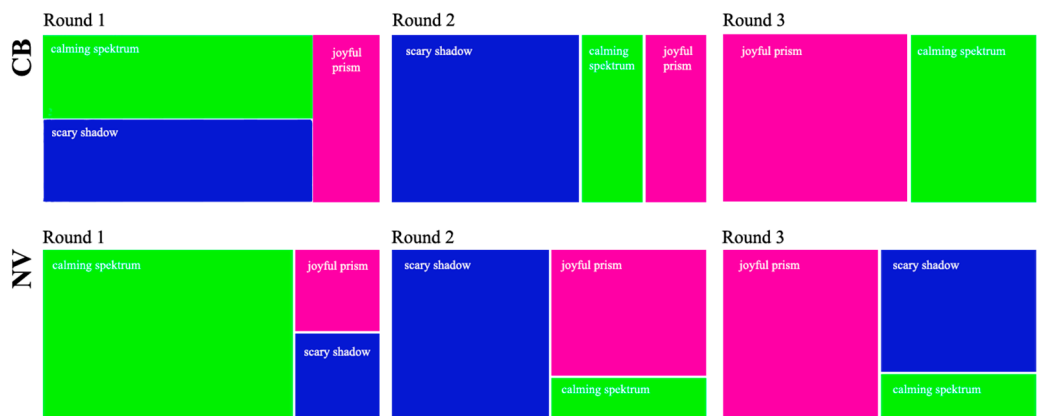 Round 1
Round 2
Round 3
CB
calming spektrum
joyful
prism
scary shadow
scary shadow
calming
spektrum
joyful
prism
joyful prism
calming spektrum
Round 1
Round 2
Round 3
NV
calming spektrum
joyful prism
scary shadow
scary shadow
joyful prism
calming spektrum
joyful prism
scary shadow
calming spektrum